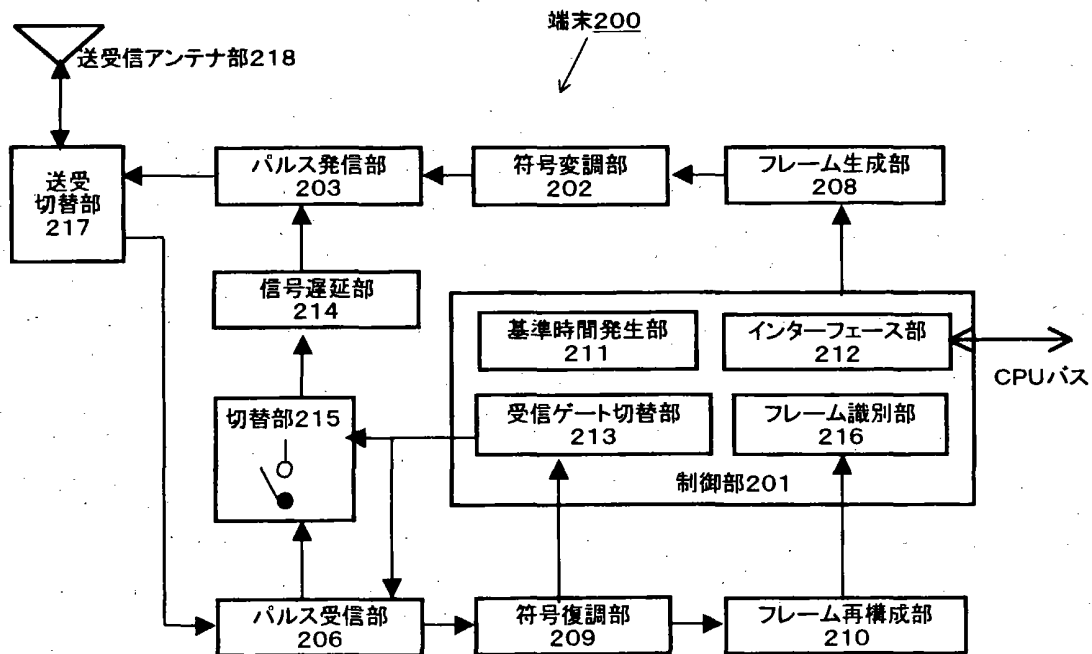 端末200
送受信アンテナ部218
送受
切替部
217
パルス発信部
203
符号変調部
202
フレーム生成部
208
信号遅延部
214
基準時間発生部
211
インターフェース部
212
CPUバス
切替部215
受信ゲート切替部
213
フレーム識別部
216
制御部201
パルス受信部
206
符号復調部
209
フレーム再構成部
210